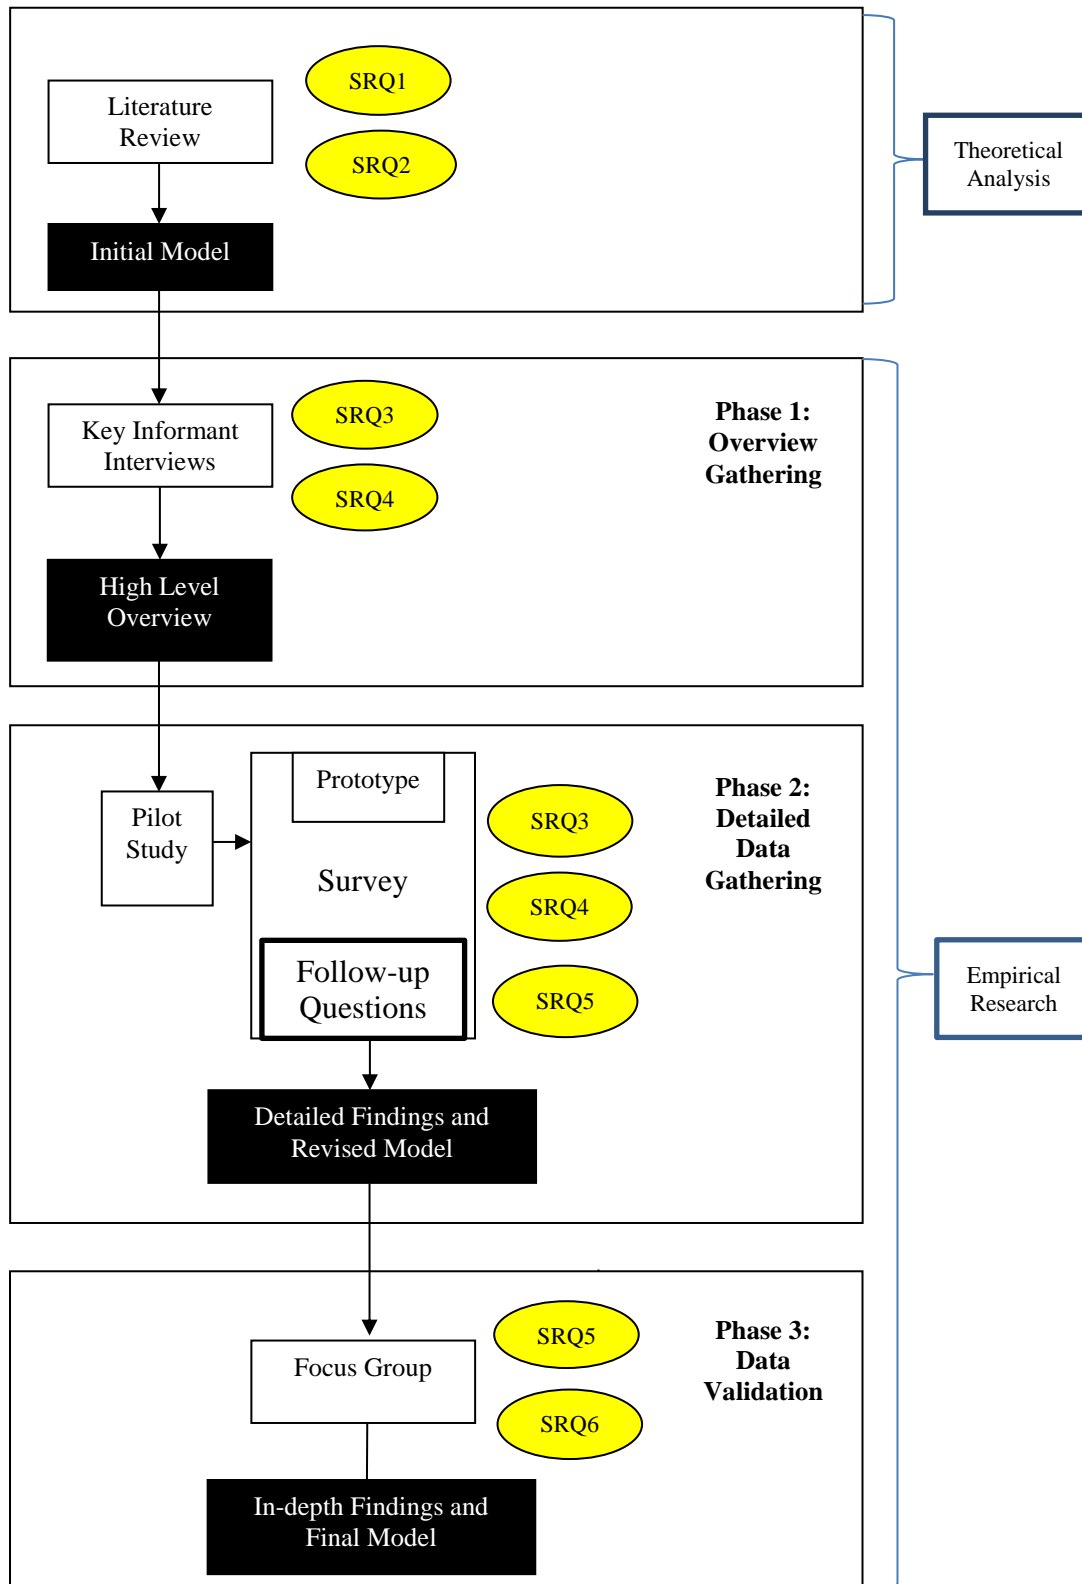 SRQ1
Literature
Review
SRQ2
Theoretical
Analysis
Initial Model
SRQ3
Key Informant
Interviews
Phase 1:
Overview
Gathering
SRQ4
High Level
Overview
Prototype
Pilot
Study
Survey
SRQ3
Phase 2:
Detailed
Data
Gathering
SRQ4
Follow-up
Questions
SRQ5
Empirical
Research
Detailed Findings and
Revised Model
SRQ5
Phase 3:
Data
Validation
Focus Group
SRQ6
In-depth Findings and
Final Model